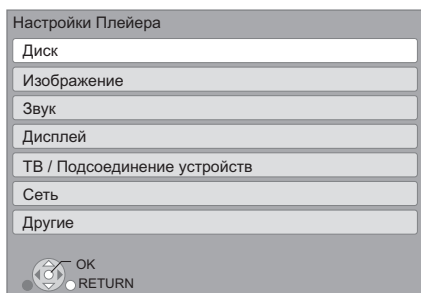 Настройки Плейера
Диск
Изображение
Звук
Дисплей
ТВ / Подсоединение устройств
Сеть
Другие
OK
RETURN